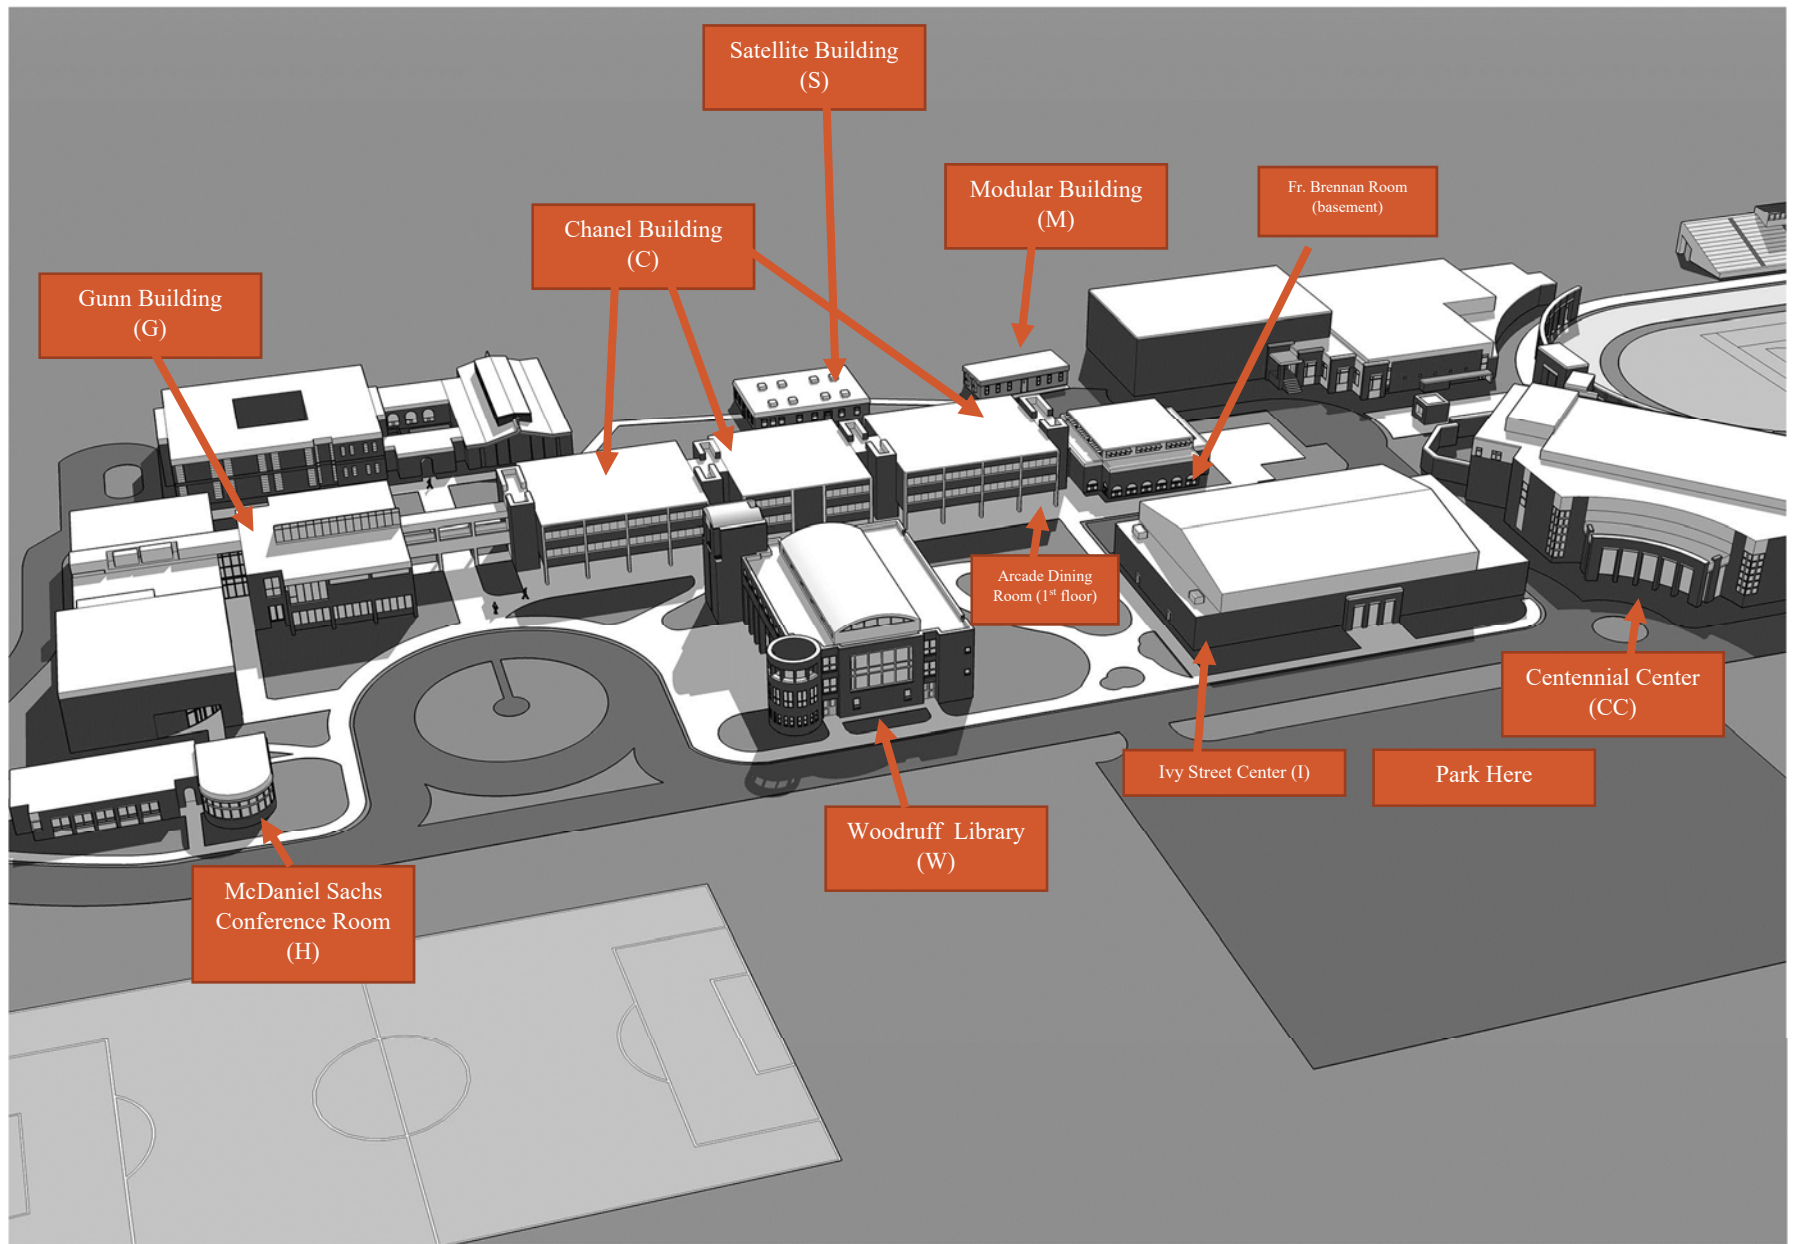 Satellite Building
(S)
Modular Building
(M)
Fr. Brennan Room
(basement)
Chanel Building
(C)
Gunn Building
(G)
Arcade Dining
Room (1st floor)
Centennial Center
(CC)
Ivy Street Center (I)
Park Here
Woodruff Library
(W)
McDaniel Sachs
Conference Room
(H)